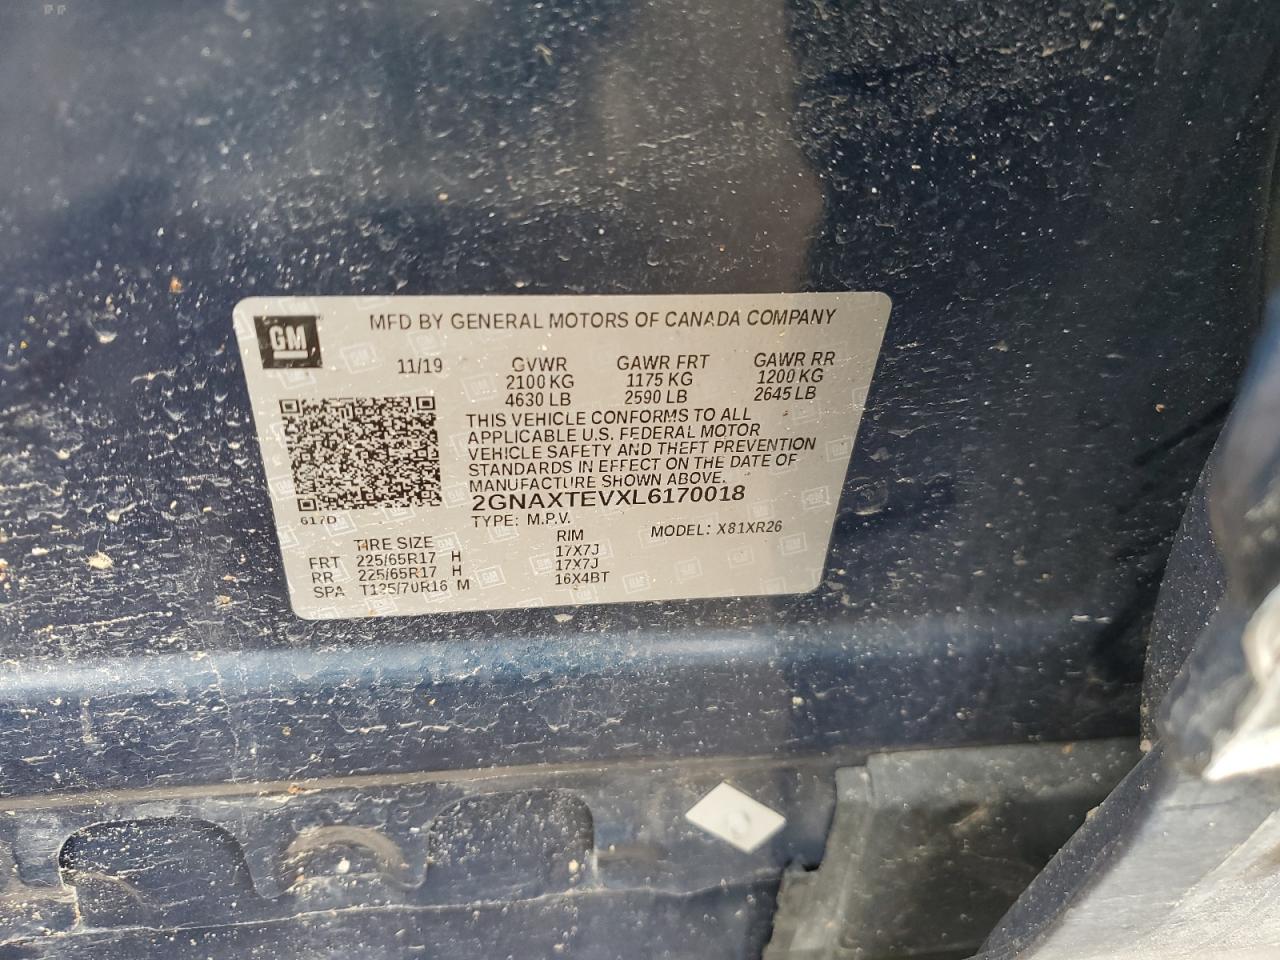 GM
MFD BY GENERAL MOTORS OF CANADA COMPANY
11/19 GVWR GAWR FRT GAWR RR
2100 KG 1175 KG 1200 KG
4630 LB 2590 LB 2645 LB
THIS VEHICLE CONFORMS TO ALL
APPLICABLE U.S. FEDERAL MOTOR
VEHICLE SAFETY AND THEFT PREVENTION
STANDARDS IN EFFECT ON THE DATE OF
MANUFACTURE SHOWN ABOVE.
2GNAXTEVXL6170018
617D
TYPE: M.P.V. MODEL: X81XR26
TIRE SIZE RIM
FRT 225/65R17 H 17X7J
RR 225/65R17 H 17X7J
SPA T135/70R16 M 16X4BT